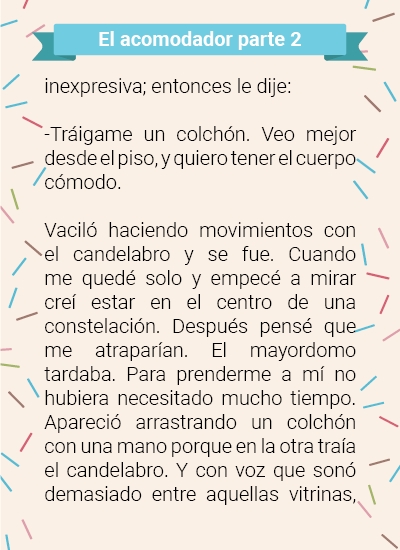 El acomodador parte 2
inexpresiva; entonces le dije:
-Tráigame un colchón. Veo mejor
desde el piso, y quiero tener el cuerpo
cómodo.
Vaciló haciendo movimientos con
el candelabro y se fue. Cuando
me quedé solo y empecé a mirar
creí estar en el centro de una
constelación. Después pensé que
me atraparían. El mayordomo
tardaba. Para prenderme a mí no
hubiera necesitado mucho tiempo.
Apareció arrastrando un colchón
con una mano porque en la otra traía
el candelabro. Y con voz que sonó
demasiado entre aquellas vitrinas,